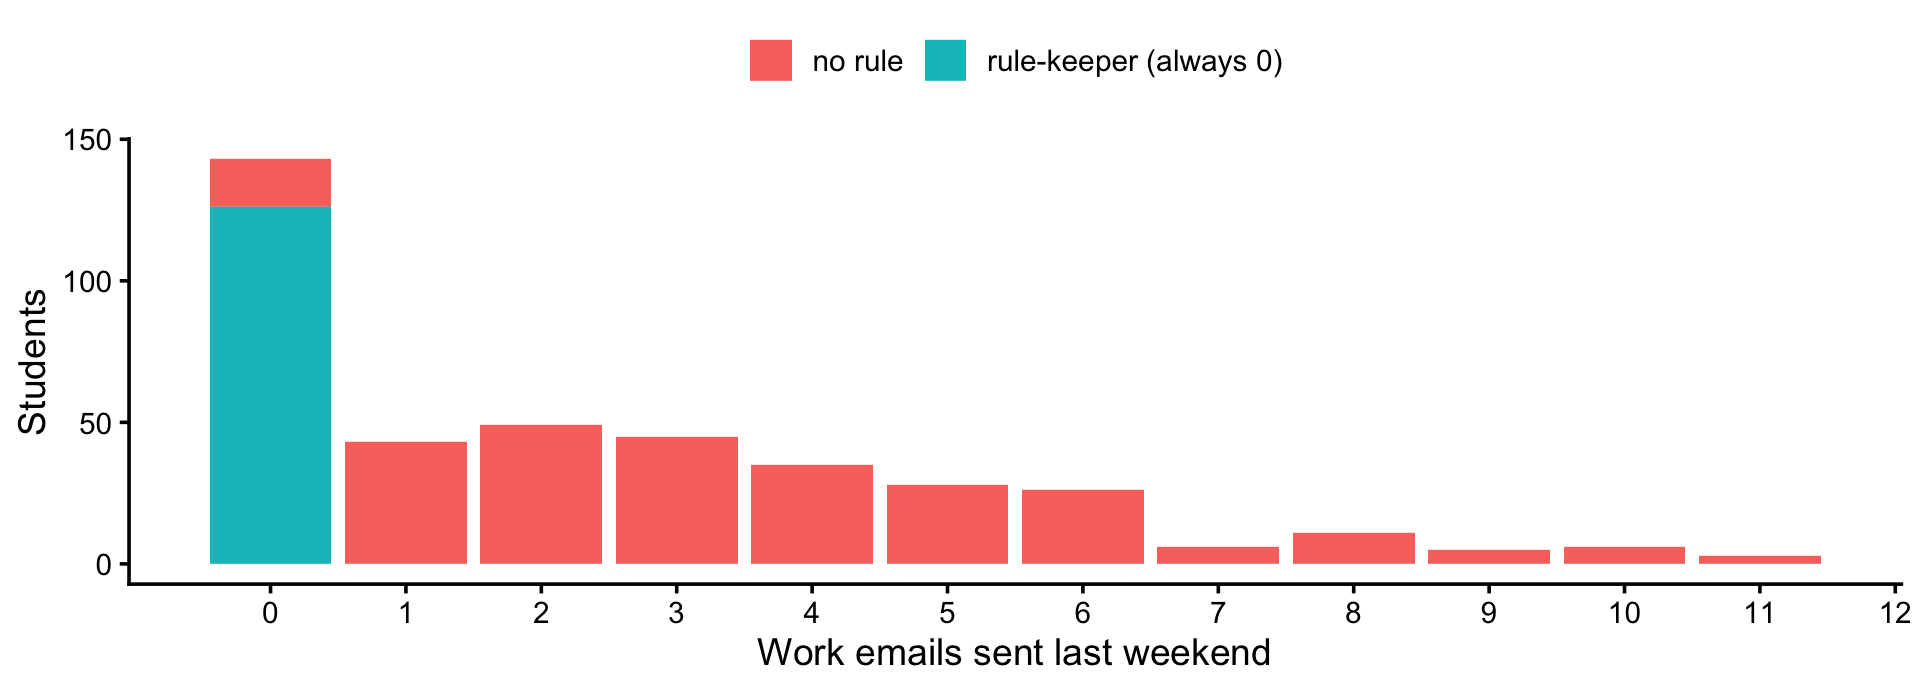 no rule rule-keeper (always 0)
150
100
50
0
Students
0 1 2 3 4 5 6 7 8 9 10 11 12
Work emails sent last weekend